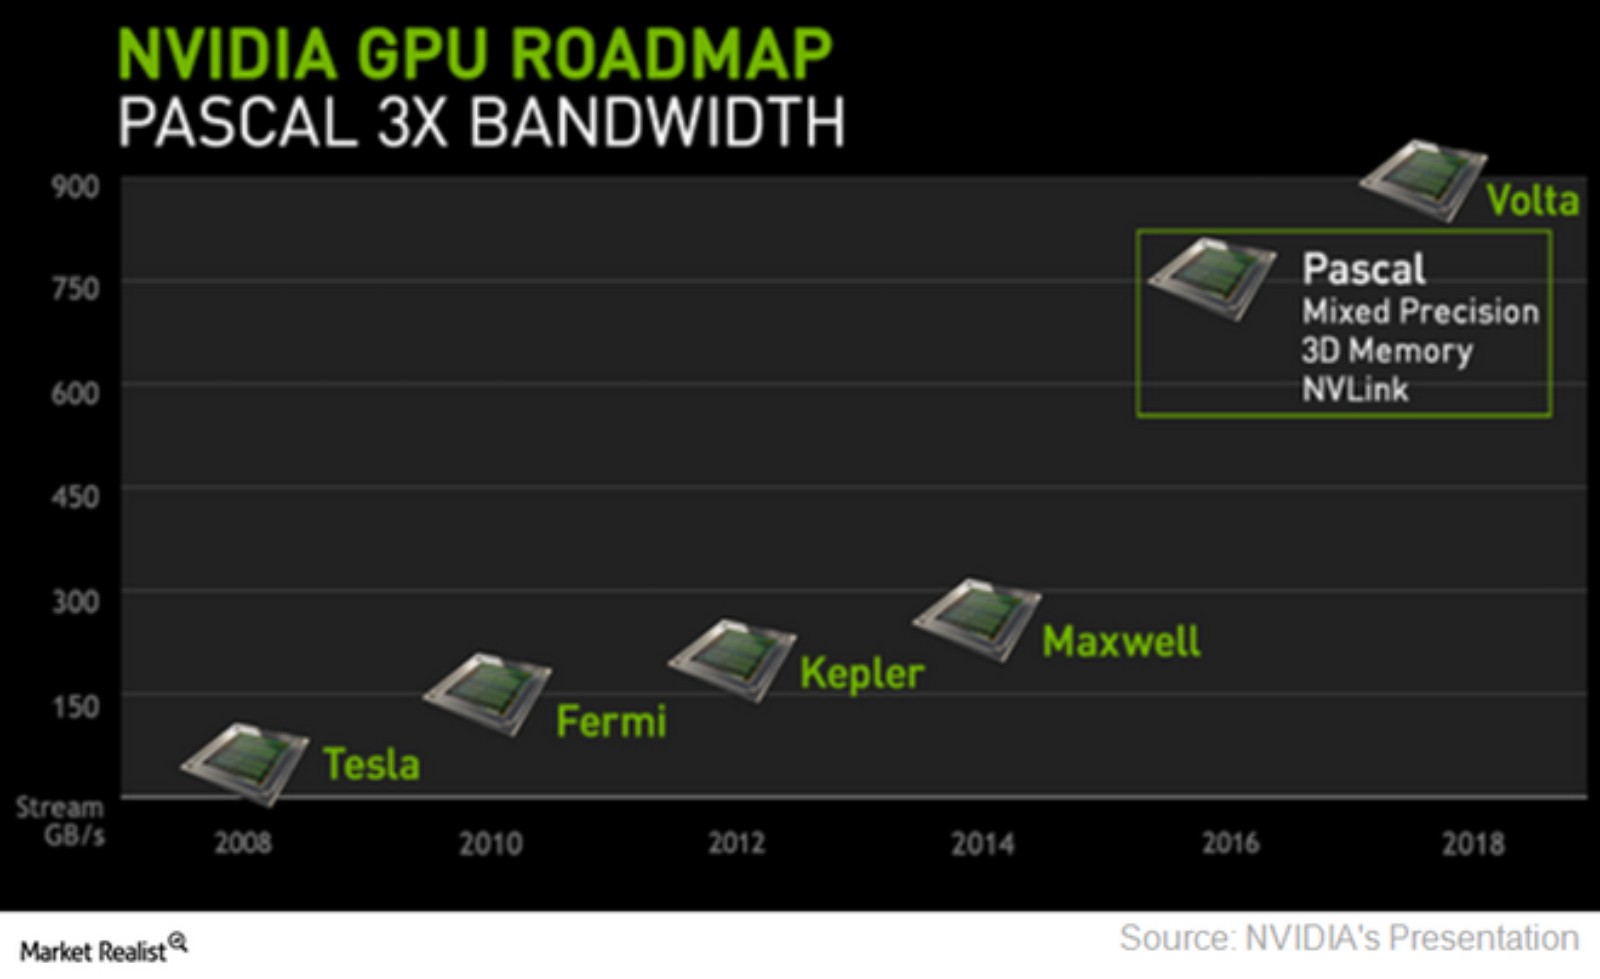 NVIDIA GPU ROADMAP
PASCAL 3X BANDWIDTH
900
750
600
450
300
150
Stream
GB/s
Tesla
Fermi
Kepler
Maxwell
Pascal
Mixed Precision
3D Memory
NVLink
Volta
2008 2010 2012 2014 2016 2018
Market Realist
Source: NVIDIA's Presentation